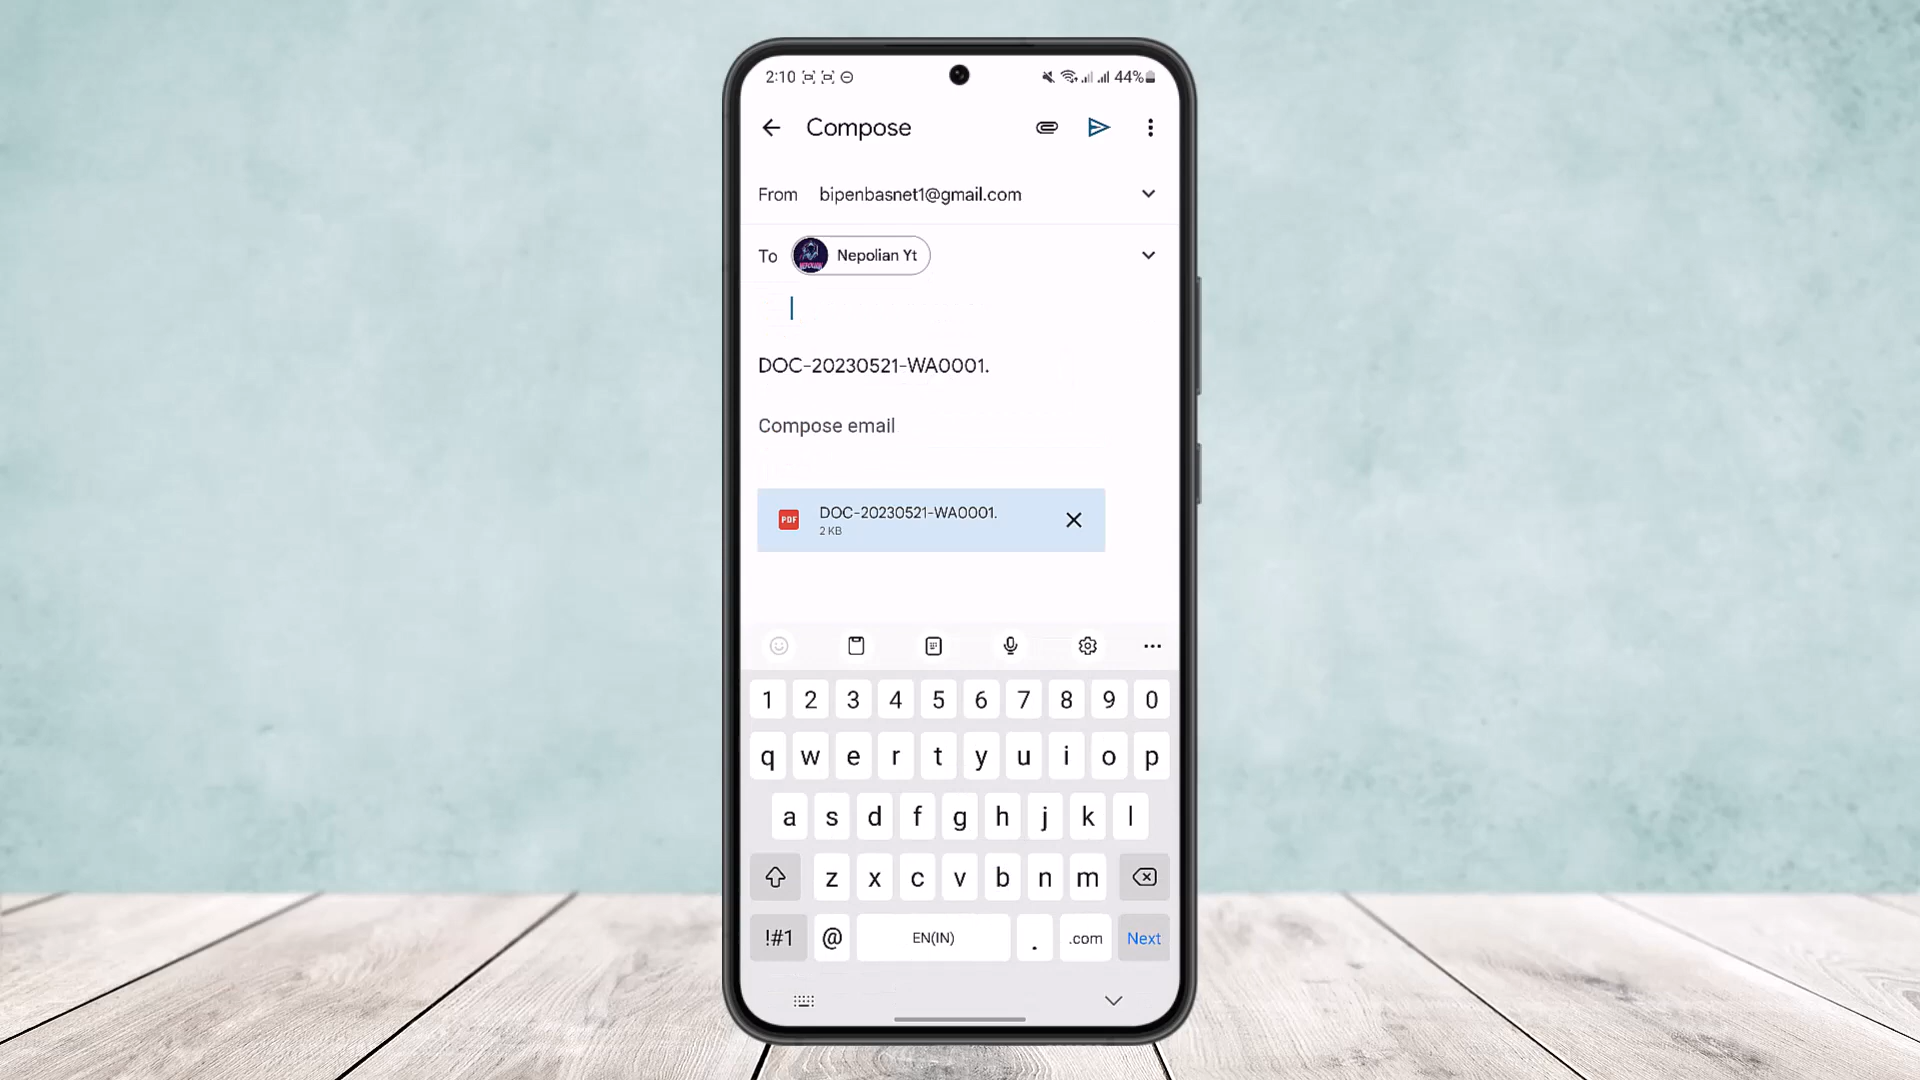 2:10 44%
Compose
From bipenbasnet1@gmail.com
To Nepolian Yt
DOC-20230521-WA0001.
Compose email
PDF DOC-20230521-WA0001.
2 KB
1 2 3 4 5 6 7 8 9 0
q w e r t y u i o p
a s d f g h j k l
z x c v b n m
!#1 @ EN(IN) . .com Next